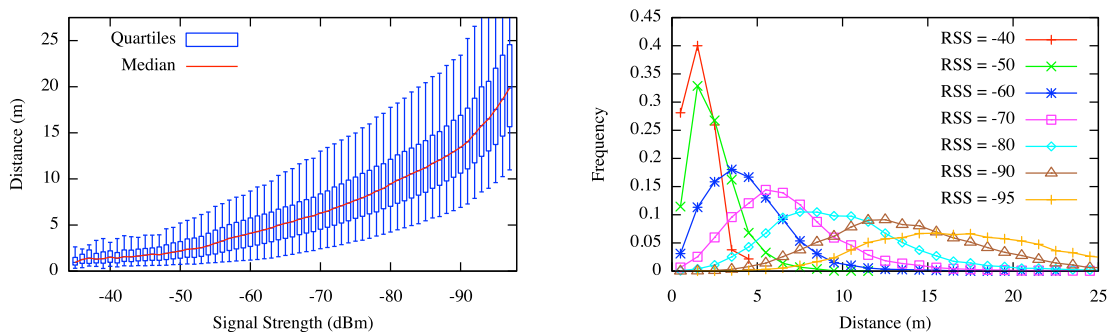 25
20
15
10
5
0
Distance (m)
Quartiles
Median
-40
-50
-60
-70
-80
-90
Signal Strength (dBm)
0.45
0.4
0.35
0.3
0.25
0.2
0.15
0.1
0.05
0
Frequency
RSS = -40
RSS = -50
RSS = -60
RSS = -70
RSS = -80
RSS = -90
RSS = -95
0
5
10
15
20
25
Distance (m)